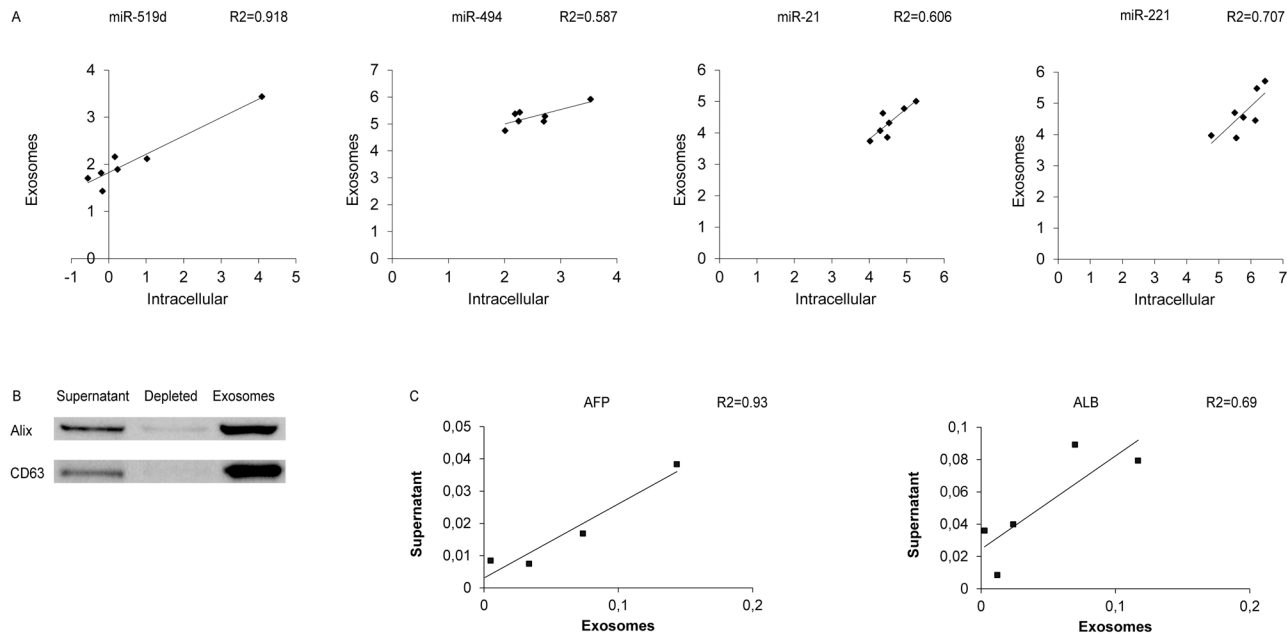 A
miR-519d R2=0.918
miR-494 R2=0.587
miR-21 R2=0.606
miR-221 R2=0.707
Exosomes
4
3
2
1
0
-1 0 1 2 3 4 5
Intracellular
Exosomes
7
6
5
4
3
2
1
0
0 1 2 3 4
Intracellular
Exosomes
6
5
4
3
2
1
0
0 1 2 3 4 5 6
Intracellular
Exosomes
6
5
4
3
2
1
0
0 1 2 3 4 5 6 7
Intracellular
B
Supernatant Depleted Exosomes
Alix
CD63
C
AFP R2=0.93
Supernatant
0,05
0,04
0,03
0,02
0,01
0
0 0,1 0,2
Exosomes
ALB R2=0.69
Supernatant
0,1
0,08
0,06
0,04
0,02
0
0 0,1 0,2
Exosomes